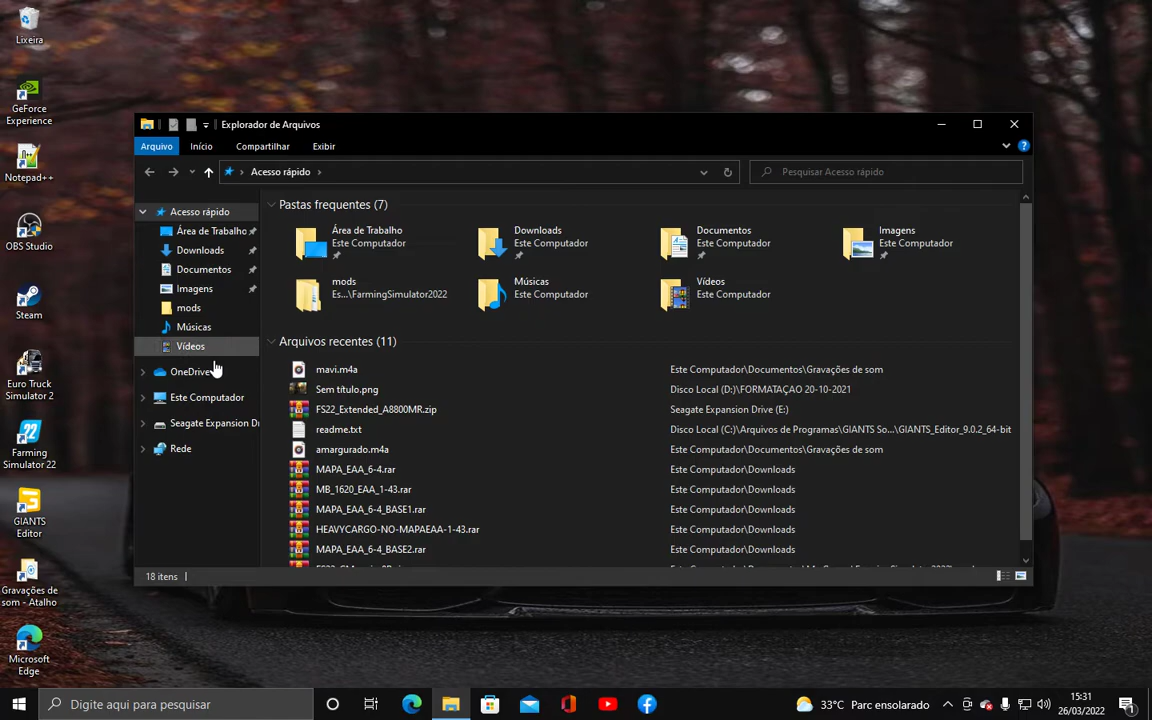 Lixeira
GeForce
Experience
Notepad++
OBS Studio
Steam
Euro Truck
Simulator 2
22
Farming
Simulator 22
GIANTS
Editor
Gravações de
som - Atalho
Microsoft
Edge
Explorador de Arquivos
Arquivo
Início
Compartilhar
Exibir
Acesso rápido
Pesquisar Acesso rápido
Acesso rápido
Área de Trabalho
Downloads
Documentos
Imagens
mods
Músicas
Vídeos
OneDrive
Este Computador
Seagate Expansion Dr
Rede
Pastas frequentes (7)
Área de Trabalho
Este Computador
Downloads
Este Computador
Documentos
Este Computador
Imagens
Este Computador
mods
Es...\FarmingSimulator2022
Músicas
Este Computador
Vídeos
Este Computador
Arquivos recentes (11)
mavi.m4a Este Computador\Documentos\Gravações de som
Sem título.png Disco Local (D:)\FORMATAÇAO 20-10-2021
FS22_Extended_A8800MR.zip Seagate Expansion Drive (E:)
readme.txt Disco Local (C:)\Arquivos de Programas\GIANTS So...\GIANTS_Editor_9.0.2_64-bit
amargurado.m4a Este Computador\Documentos\Gravações de som
MAPA_EAA_6-4.rar Este Computador\Downloads
MB_1620_EAA_1-43.rar Este Computador\Downloads
MAPA_EAA_6-4_BASE1.rar Este Computador\Downloads
HEAVYCARGO-NO-MAPAEAA-1-43.rar Este Computador\Downloads
MAPA_EAA_6-4_BASE2.rar Este Computador\Downloads
18 itens
Digite aqui para pesquisar
33°C Parc ensolarado
15:31
26/03/2022
1